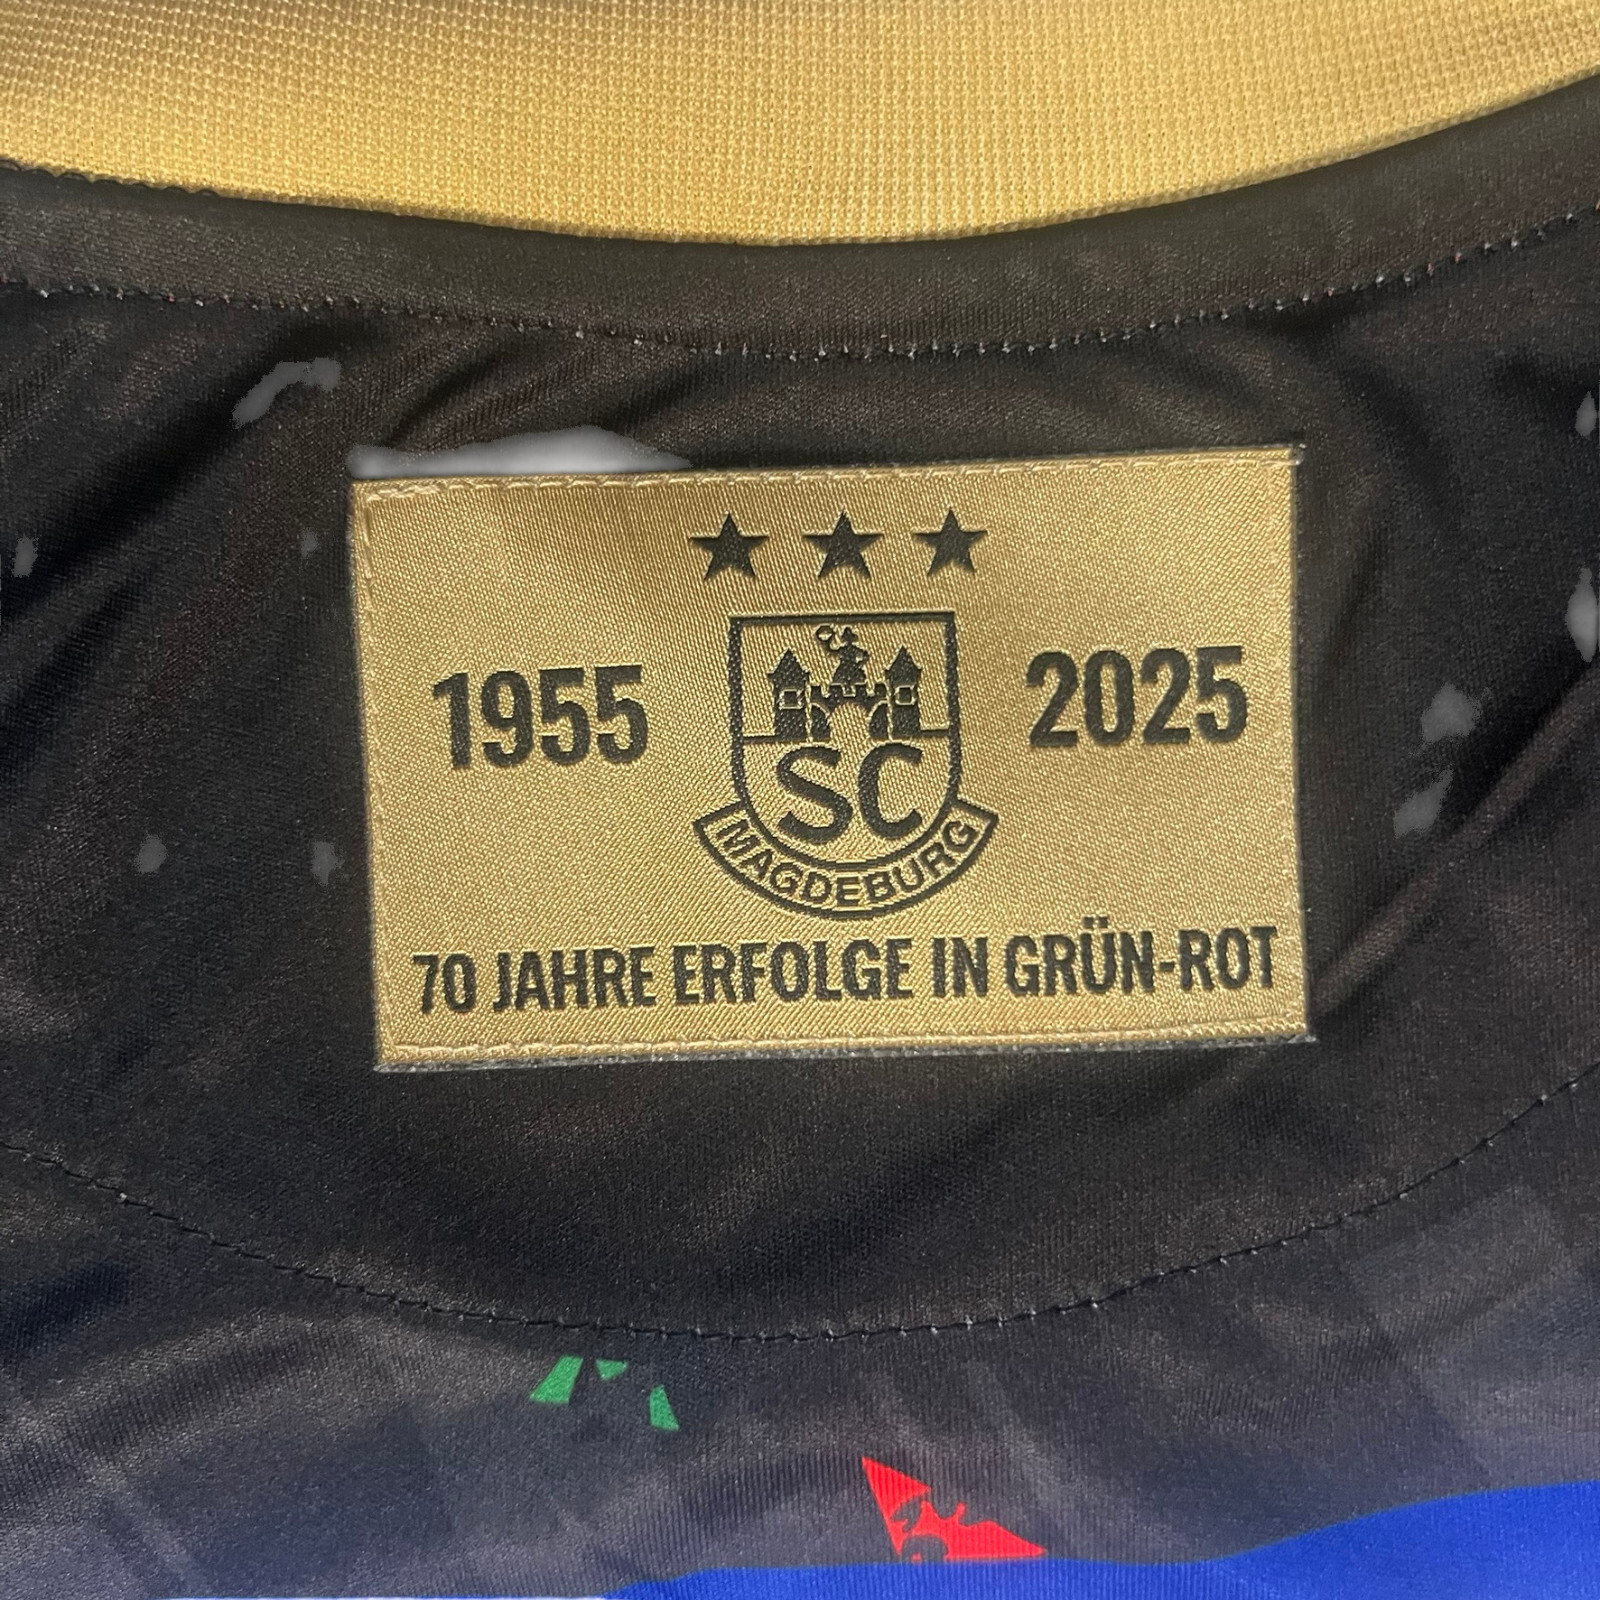 1955
2025
SC
MAGDEBURG
70 JAHRE ERFOLGE IN GRÜN-ROT